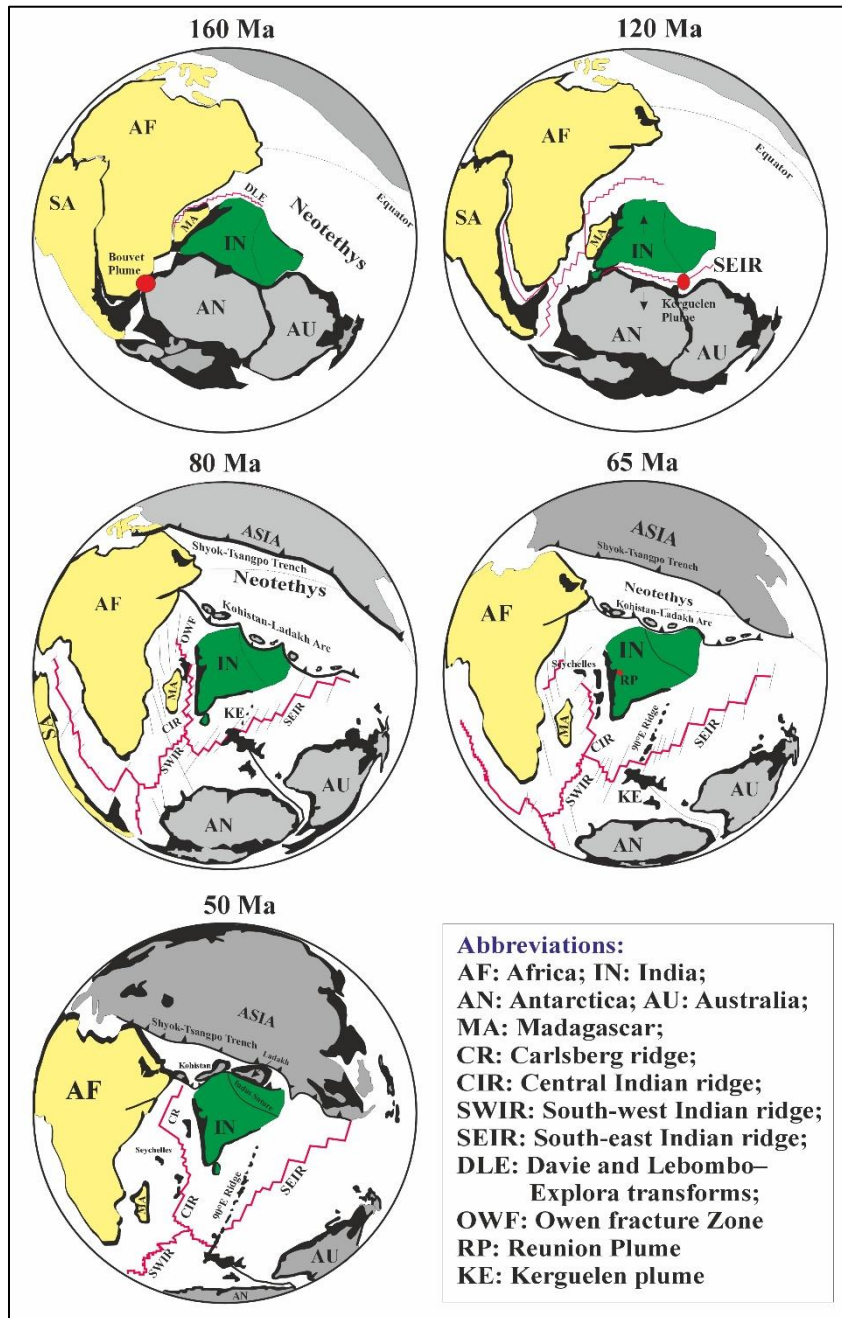 160 Ma
AF
SA
DLE
MA
IN
Neotethys
Equator
Bouvet
Plume
AN
AU
120 Ma
AF
SA
Equator
MA
IN
SEIR
Kerguelen
Plume
AN
AU
80 Ma
ASIA
Shyok-Tsangpo Trench
Neotethys
AF
Kohistan-Ladakh Arc
OWF
IN
MA
CIR
KE
SEIR
SA
SWIR
AU
AN
65 Ma
ASIA
Shyok-Tsangpo Trench
Neotethys
Kohistan-Ladakh Arc
AF
IN
Seychelles
RP
MA
CIR
90°E Ridge
SEIR
SWIR
KE
AU
AN
50 Ma
ASIA
Shyok-Tsangpo Trench
Ladakh
Kohistan
AF
CR
Indus Suture
IN
Seychelles
MA
CIR
90°E Ridge
SEIR
SWIR
AU
AN
Abbreviations:
AF: Africa; IN: India;
AN: Antarctica; AU: Australia;
MA: Madagascar;
CR: Carlsberg ridge;
CIR: Central Indian ridge;
SWIR: South-west Indian ridge;
SEIR: South-east Indian ridge;
DLE: Davie and Lebombo–
Explora transforms;
OWF: Owen fracture Zone
RP: Reunion Plume
KE: Kerguelen plume